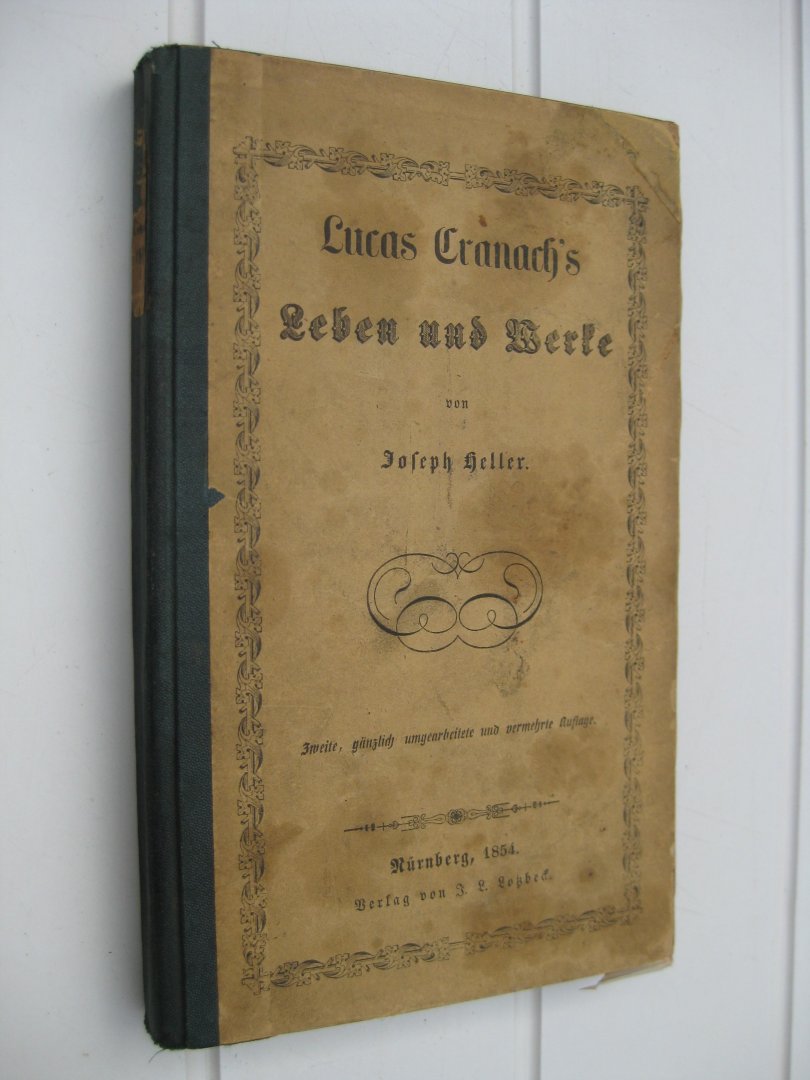 Lucas Cranach's
Leben und Werke
von
Joseph Heller.
Zweite, gänzlich umgearbeitete und vermehrte Auflage.
Nürnberg, 1854.
Verlag von J. L. Lotzbeck.